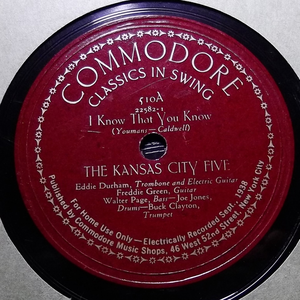 COMMODORE
CLASSICS IN SWING
510A
22582-1
I Know That You Know
(Youmans—Caldwell)
THE KANSAS CITY FIVE
Eddie Durham, Trombone and Electric Guitar
Freddie Green, Guitar
Walter Page, Bass—Joe Jones,
Drums—Buck Clayton,
Trumpet
For Home Use Only — Electrically Recorded Sept. 1938
Published by Commodore Music Shops, 46 West 52nd Street, New York City